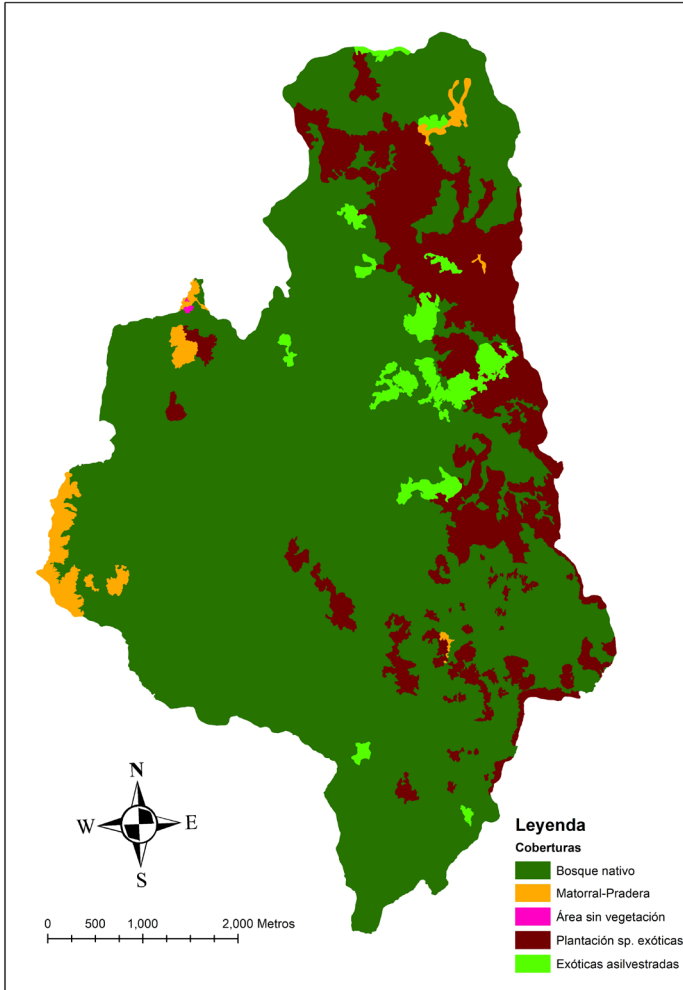 N
W E
S
0 500 1,000 2,000 Metros
Leyenda
Coberturas
Bosque nativo
Matorral-Pradera
Área sin vegetación
Plantación sp. exóticas
Exóticas asilvestradas